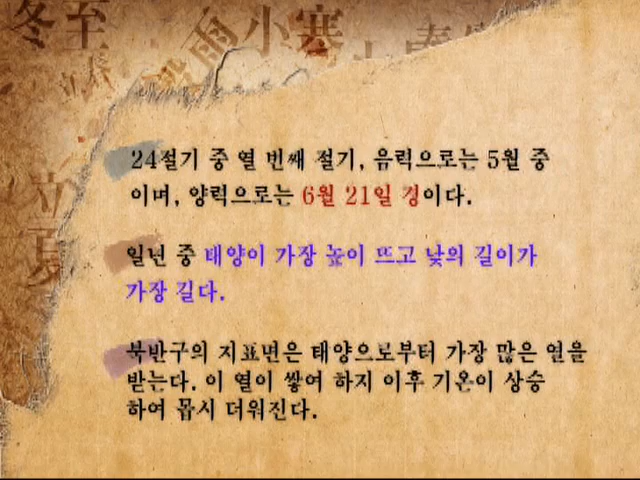 冬至
雨
小寒
立夏
24절기 중 열 번째 절기, 음력으로는 5월 중
이며, 양력으로는 6월 21일 경이다.
일년 중 태양이 가장 높이 뜨고 낮의 길이가
가장 길다.
북반구의 지표면은 태양으로부터 가장 많은 열을
받는다. 이 열이 쌓여 하지 이후 기온이 상승
하여 몹시 더워진다.